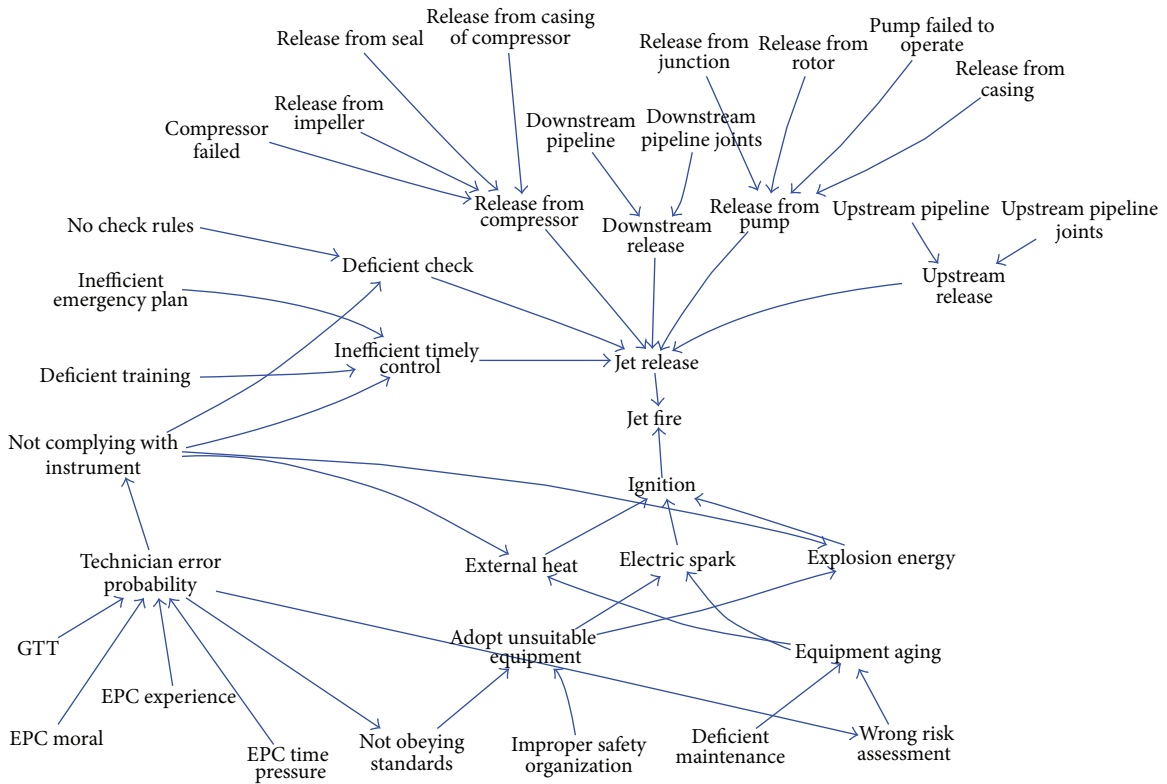 Release from seal
Release from casing
of compressor
Release from
junction
Release from
rotor
Pump failed to
operate
Release from
casing
Release from
impeller
Compressor
failed
Downstream
pipeline
Downstream
pipeline joints
Release from
compressor
Downstream
release
Release from
pump
Upstream pipeline
Upstream pipeline
joints
No check rules
Deficient check
Upstream
release
Inefficient
emergency plan
Inefficient timely
control
Jet release
Deficient training
Jet fire
Not complying with
instrument
Ignition
Technician error
probability
External heat
Electric spark
Explosion energy
GTT
Adopt unsuitable
equipment
Equipment aging
EPC experience
EPC moral
EPC time
pressure
Not obeying
standards
Improper safety
organization
Deficient
maintenance
Wrong risk
assessment